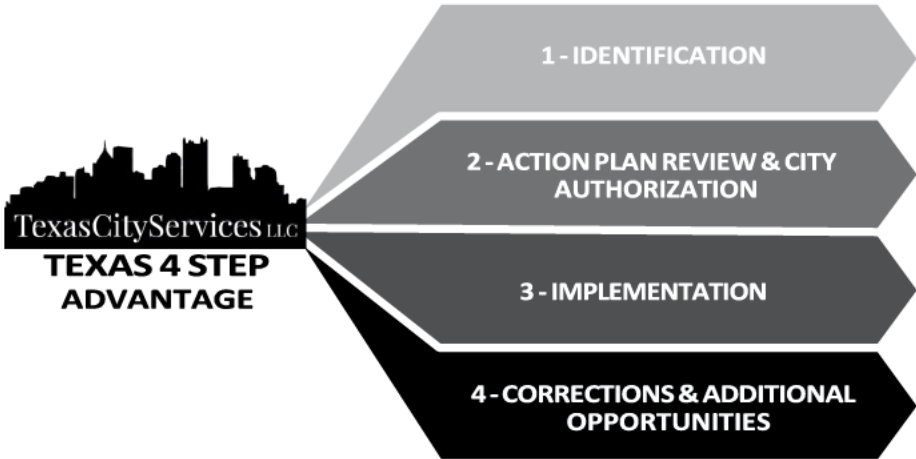 TexasCityServices LLC
TEXAS 4 STEP
ADVANTAGE
1 - IDENTIFICATION
2 - ACTION PLAN REVIEW & CITY
AUTHORIZATION
3 - IMPLEMENTATION
4 - CORRECTIONS & ADDITIONAL
OPPORTUNITIES